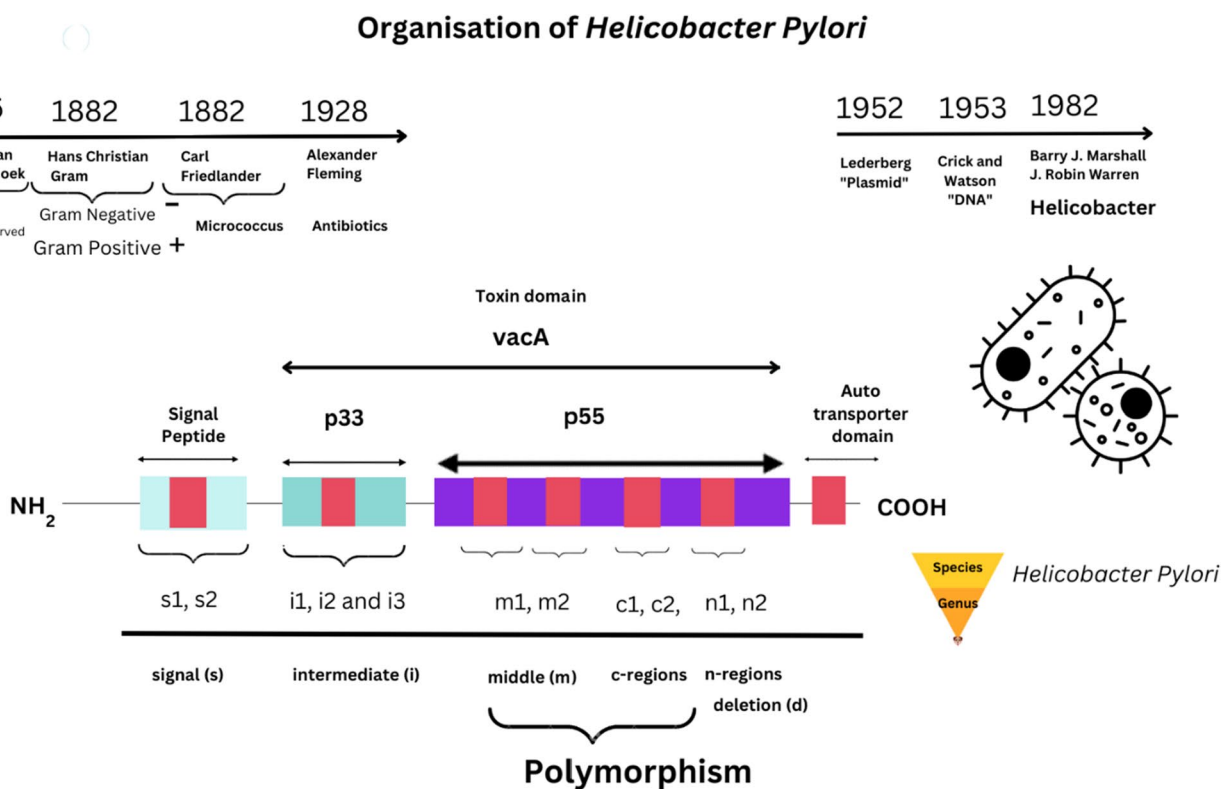 Organisation of Helicobacter Pylori
1882
1882
1928
1952
1953
1982
Hans Christian
Gram
Carl
Friedlander
Alexander
Fleming
Lederberg
"Plasmid"
Crick and
Watson
"DNA"
Barry J. Marshall
J. Robin Warren
Helicobacter
Gram Negative -
Gram Positive +
Micrococcus
Antibiotics
Toxin domain
vacA
Signal
Peptide
p33
p55
Auto
transporter
domain
NH2
COOH
s1, s2
i1, i2 and i3
m1, m2
c1, c2,
n1, n2
Species
Genus
Helicobacter Pylori
signal (s)
intermediate (i)
middle (m)
c-regions
n-regions
deletion (d)
Polymorphism